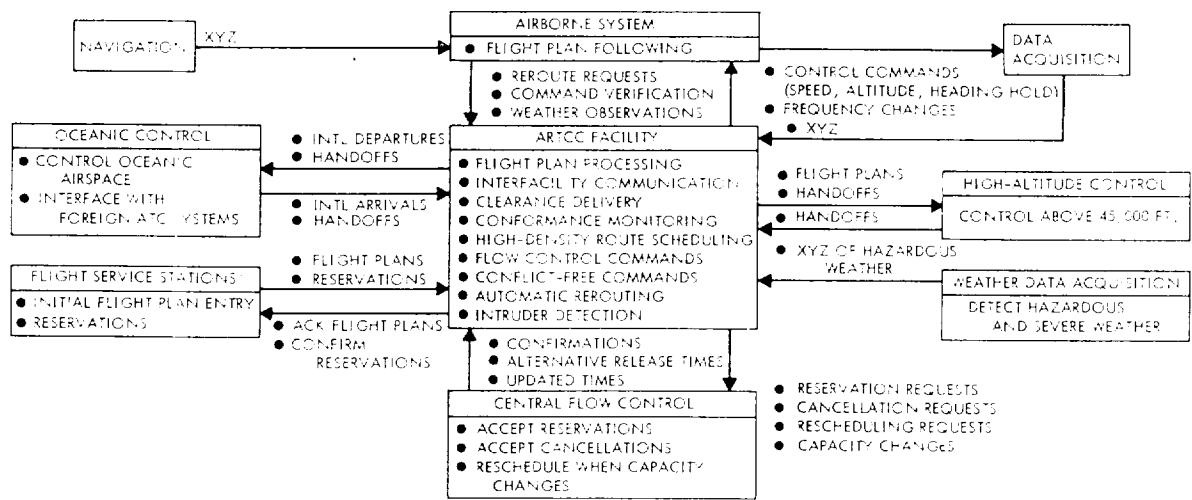 NAVIGATION
XYZ
AIRBORNE SYSTEM
● FLIGHT PLAN FOLLOWING
DATA
ACQUISITION
● REROUTE REQUESTS
● COMMAND VERIFICATION
● WEATHER OBSERVATIONS
● CONTROL COMMANDS
(SPEED, ALTITUDE, HEADING HOLD)
● FREQUENCY CHANGES
● XYZ
OCEANIC CONTROL
● CONTROL OCEANIC
AIRSPACE
● INTERFACE WITH
FOREIGN ATC SYSTEMS
● INTL DEPARTURES
● HANDOFFS
● INTL ARRIVALS
● HANDOFFS
ARTCC FACILITY
● FLIGHT PLAN PROCESSING
● INTERFACILITY COMMUNICATION
● CLEARANCE DELIVERY
● CONFORMANCE MONITORING
● HIGH-DENSITY ROUTE SCHEDULING
● FLOW CONTROL COMMANDS
● CONFLICT-FREE COMMANDS
● AUTOMATIC REROUTING
● INTRUDER DETECTION
● FLIGHT PLANS
● HANDOFFS
● HANDOFFS
HIGH-ALTITUDE CONTROL
CONTROL ABOVE 45,000 FT.
● XYZ OF HAZARDOUS
WEATHER
WEATHER DATA ACQUISITION
DETECT HAZARDOUS
AND SEVERE WEATHER
FLIGHT SERVICE STATIONS
● INITIAL FLIGHT PLAN ENTRY
● RESERVATIONS
● FLIGHT PLANS
● RESERVATIONS
● ACK FLIGHT PLANS
● CONFIRM
RESERVATIONS
● CONFIRMATIONS
● ALTERNATIVE RELEASE TIMES
● UPDATED TIMES
● RESERVATION REQUESTS
● CANCELLATION REQUESTS
● RESCHEDULING REQUESTS
● CAPACITY CHANGES
CENTRAL FLOW CONTROL
● ACCEPT RESERVATIONS
● ACCEPT CANCELLATIONS
● RESCHEDULE WHEN CAPACITY
CHANGES